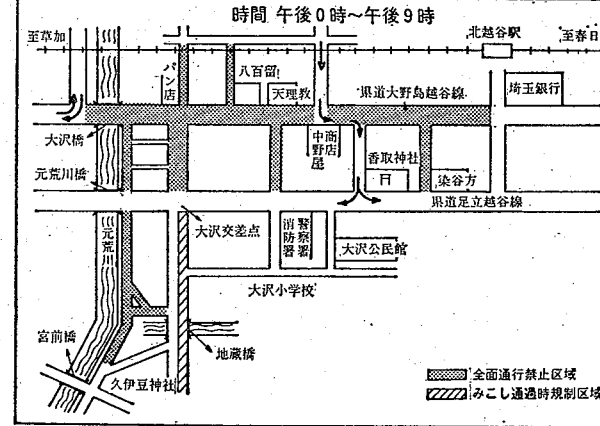 時間 午後0時～午後9時
至草加
北越谷駅
至春日
パン店
八百留
天理教
県道大野島越谷線
埼玉銀行
大沢橋
中野屋
商店
香取神社
染谷方
元荒川橋
県道足立越谷線
元荒川
大沢交差点
消防署
警察署
大沢公民館
大沢小学校
宮前橋
地蔵橋
久伊豆神社
全面通行禁止区域
みこし通過時規制区域